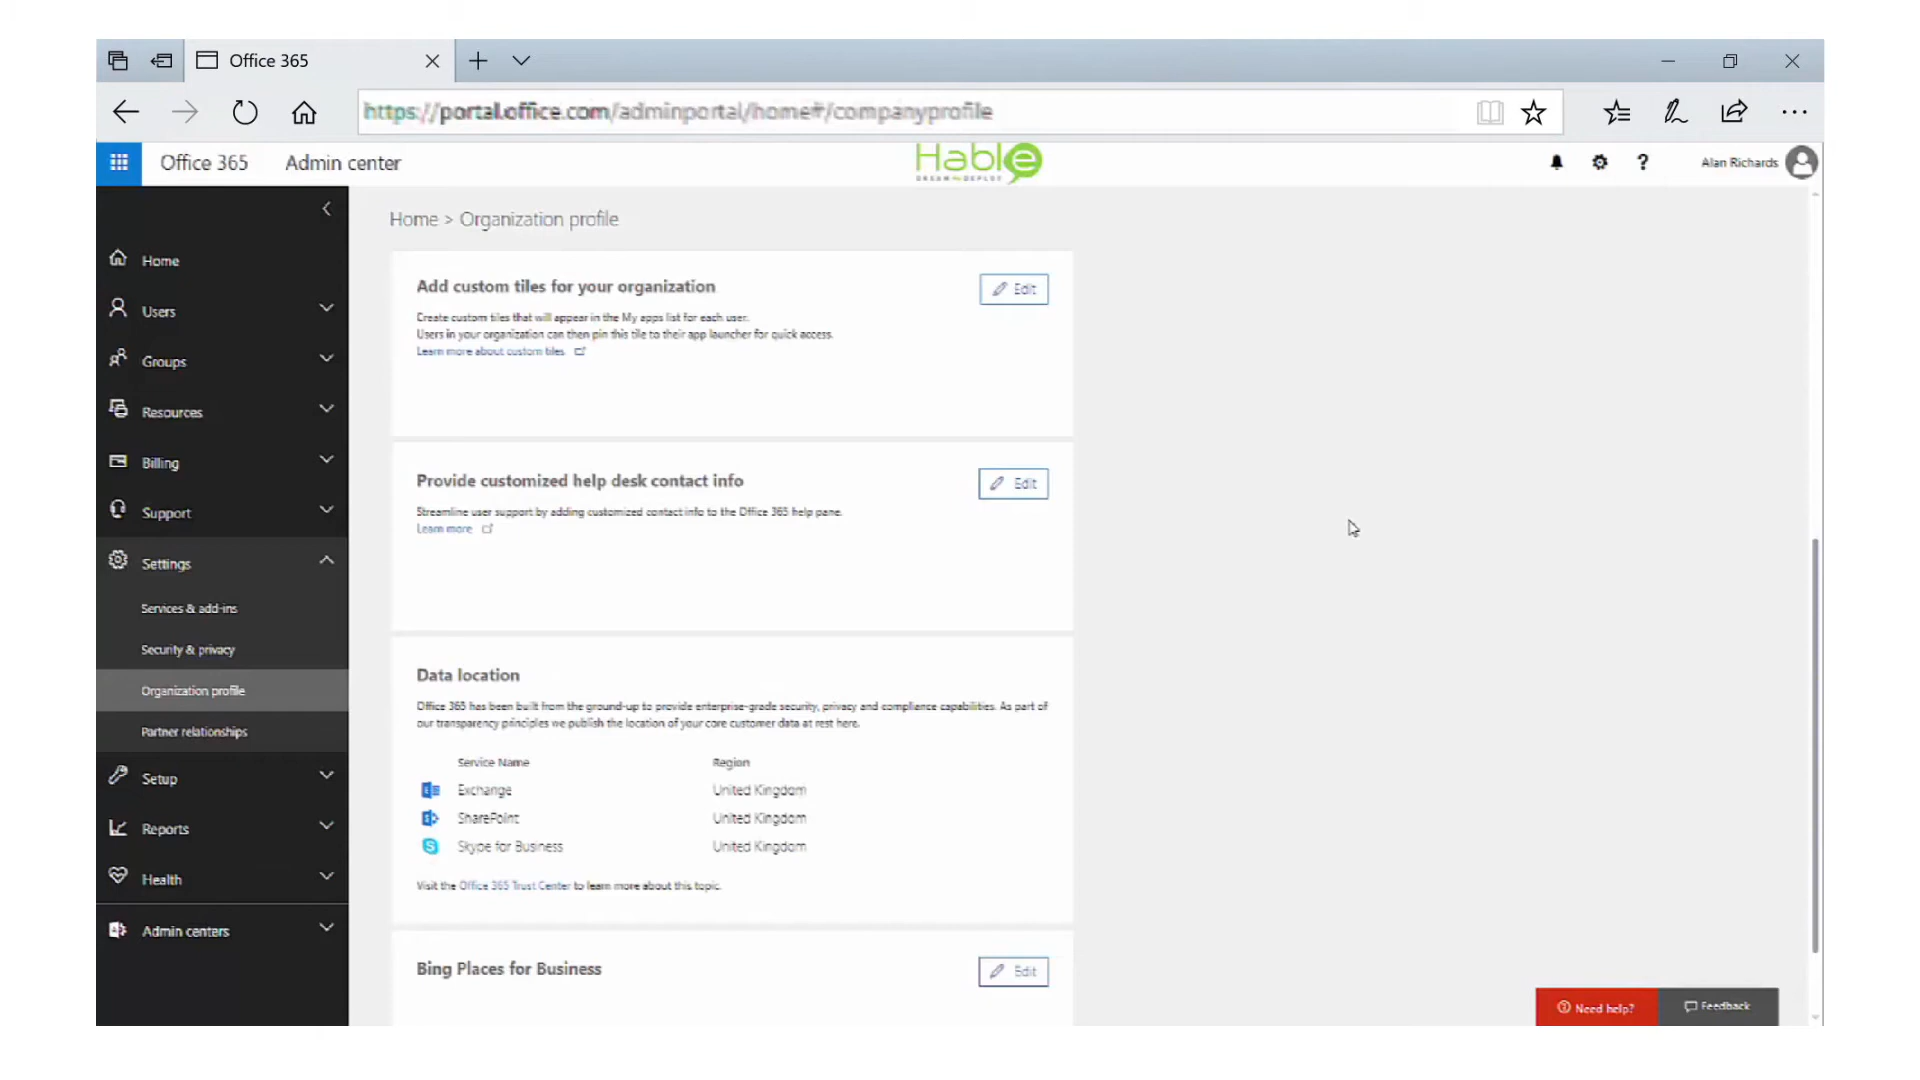 Office 365
https://portal.office.com/adminportal/home#/companyprofile
Office 365 Admin center
Hable
DREAM DEPLOY
Alan Richards
Home > Organization profile
Home
Users
Groups
Resources
Billing
Support
Settings
Services & add-ins
Security & privacy
Organization profile
Partner relationships
Setup
Reports
Health
Admin centers
Add custom tiles for your organization
Edit
Create custom tiles that will appear in the My apps list for each user.
Users in your organization can then pin this tile to their app launcher for quick access.
Learn more about custom tiles
Provide customized help desk contact info
Edit
Streamline user support by adding customized contact info to the Office 365 help pane.
Learn more
Data location
Office 365 has been built from the ground-up to provide enterprise-grade security, privacy and compliance capabilities. As part of
our transparency principles we publish the location of your core customer data at rest here.
Service Name Region
Exchange United Kingdom
SharePoint United Kingdom
Skype for Business United Kingdom
Visit the Office 365 Trust Center to learn more about this topic.
Bing Places for Business
Edit
Need help?
Feedback